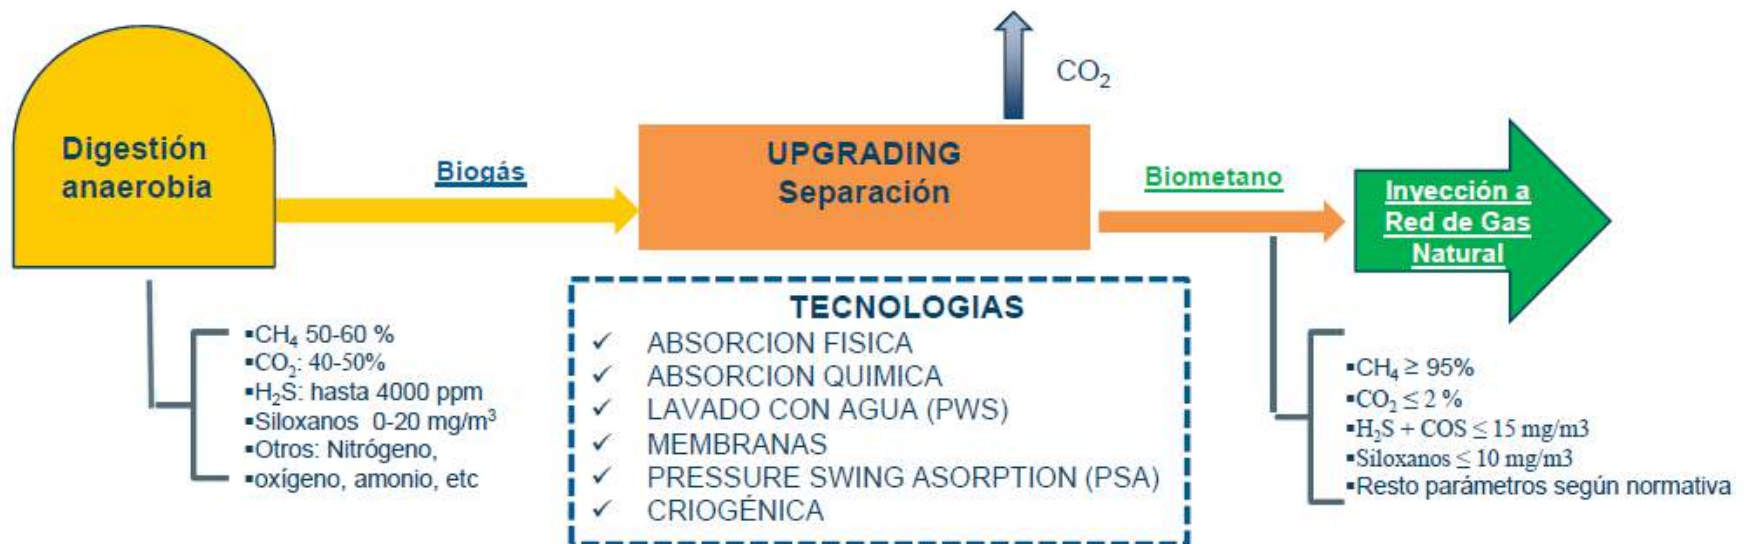 CO₂
Digestión
anaerobia
Biogás
UPGRADING
Separación
Biometano
Inyección a
Red de Gas
Natural
▪CH₄ 50-60 %
▪CO₂: 40-50%
▪H₂S: hasta 4000 ppm
▪Siloxanos 0-20 mg/m³
▪Otros: Nitrógeno,
▪oxígeno, amonio, etc
TECNOLOGIAS
✓ ABSORCION FISICA
✓ ABSORCION QUIMICA
✓ LAVADO CON AGUA (PWS)
✓ MEMBRANAS
✓ PRESSURE SWING ASORPTION (PSA)
✓ CRIOGÉNICA
▪CH₄ ≥ 95%
▪CO₂ ≤ 2 %
▪H₂S + COS ≤ 15 mg/m3
▪Siloxanos ≤ 10 mg/m3
▪Resto parámetros según normativa